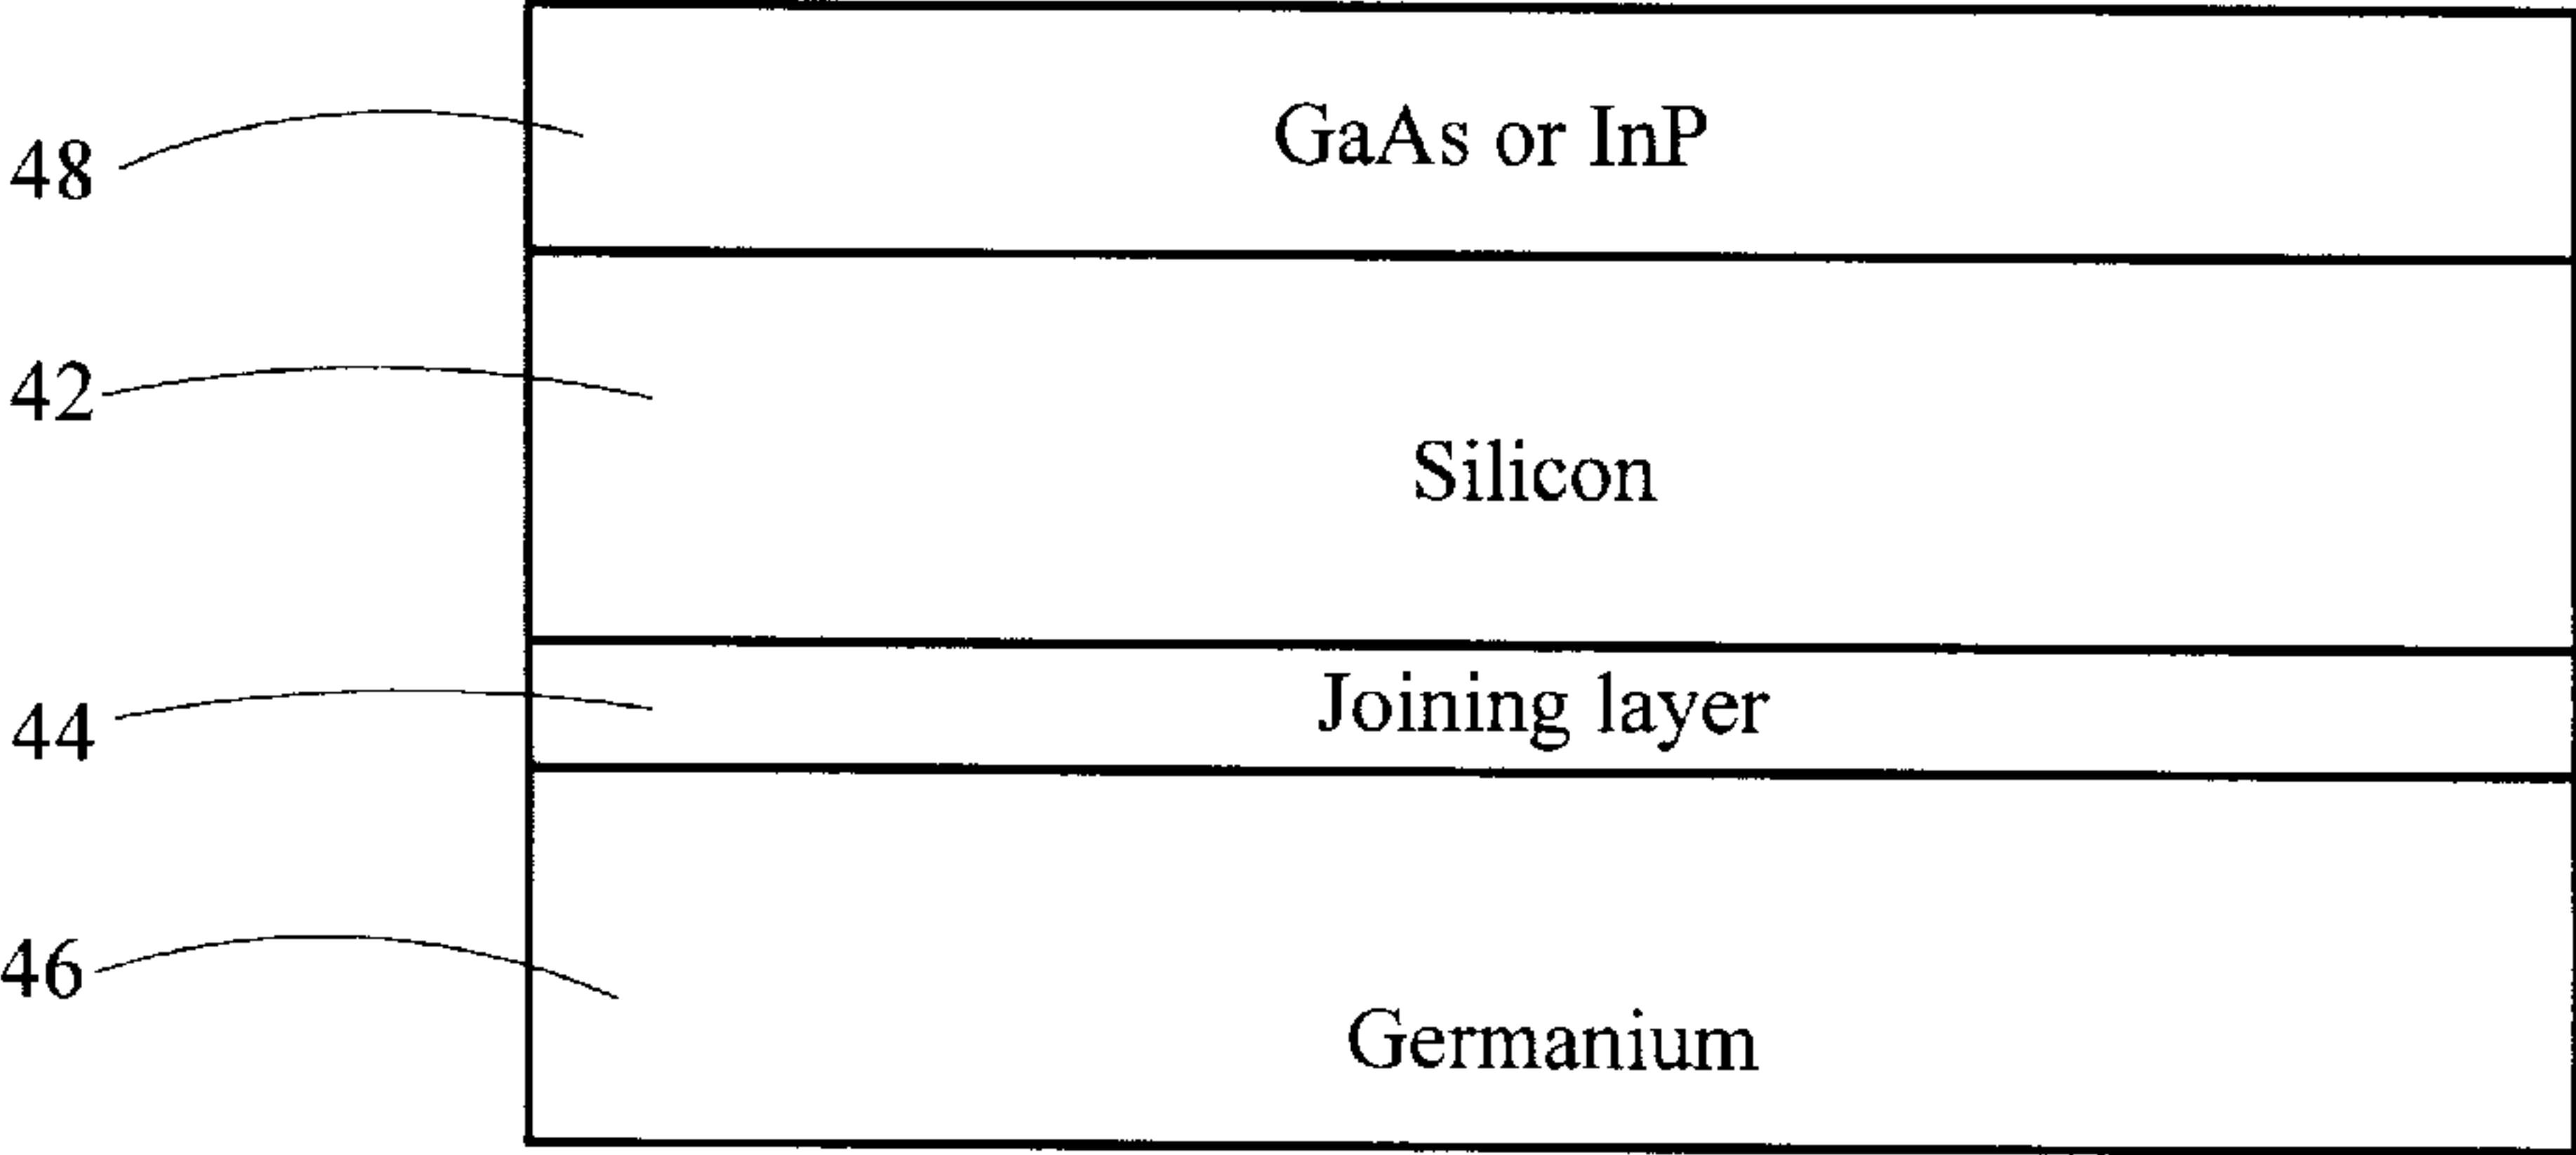 48
GaAs or InP
42
Silicon
44
Joining layer
46
Germanium